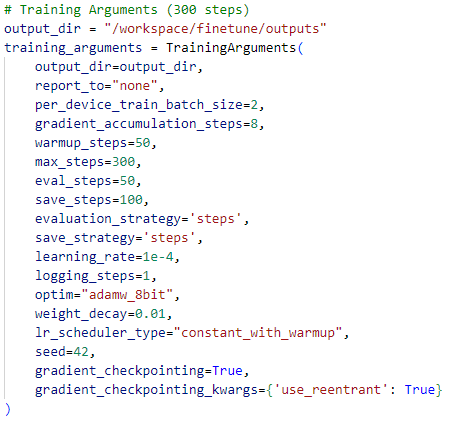 # Training Arguments (300 steps)
output_dir = "/workspace/finetune/outputs"
training_arguments = TrainingArguments(
    output_dir=output_dir,
    report_to="none",
    per_device_train_batch_size=2,
    gradient_accumulation_steps=8,
    warmup_steps=50,
    max_steps=300,
    eval_steps=50,
    save_steps=100,
    evaluation_strategy='steps',
    save_strategy='steps',
    learning_rate=1e-4,
    logging_steps=1,
    optim="adamw_8bit",
    weight_decay=0.01,
    lr_scheduler_type="constant_with_warmup",
    seed=42,
    gradient_checkpointing=True,
    gradient_checkpointing_kwargs={'use_reentrant': True}
)